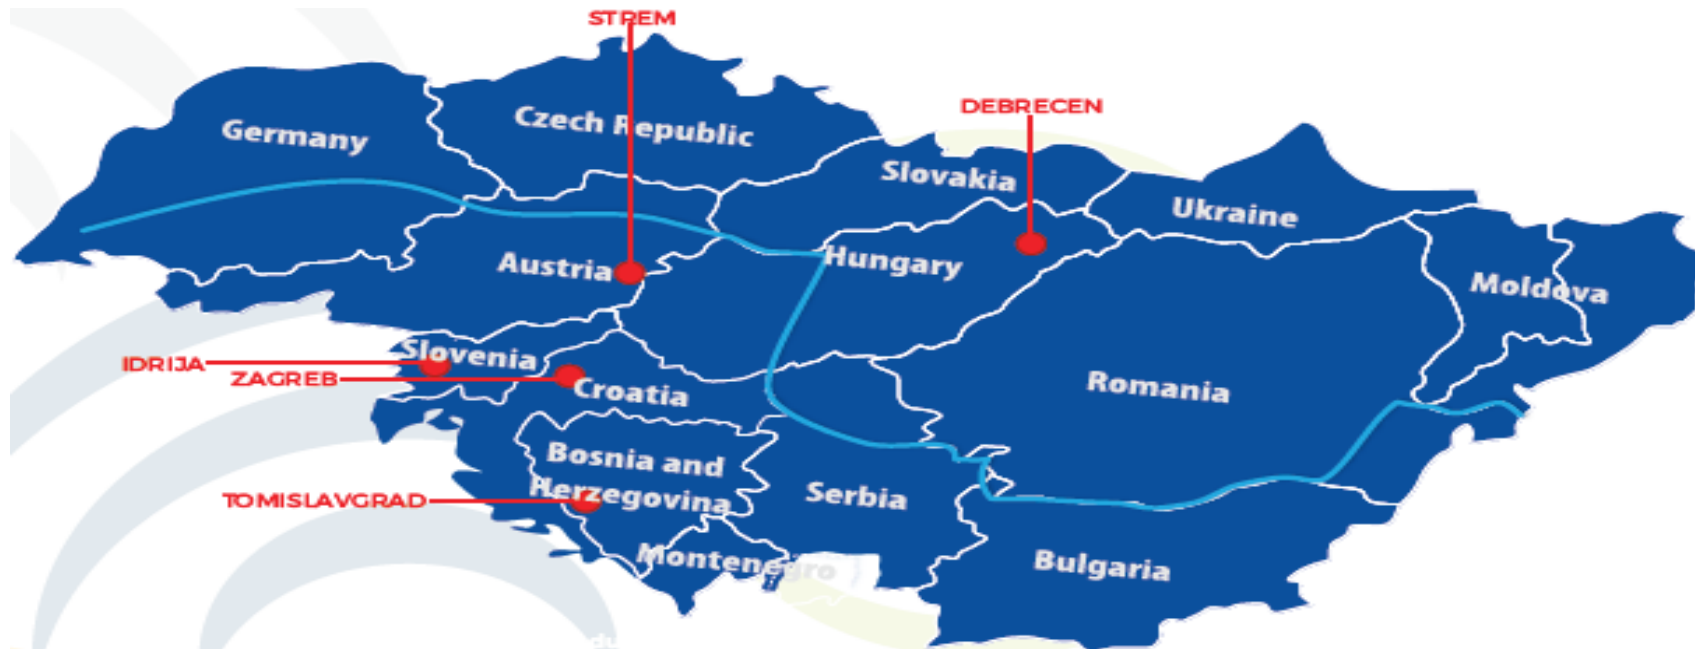 STREM
DEBRECEN
Germany
Czech Republic
Slovakia
Ukraine
Austria
Hungary
Moldova
IDRIJA
Slovenia
ZAGREB
Croatia
Romania
Bosnia and
Herzegovina
TOMISLAVGRAD
Serbia
Montenegro
Bulgaria